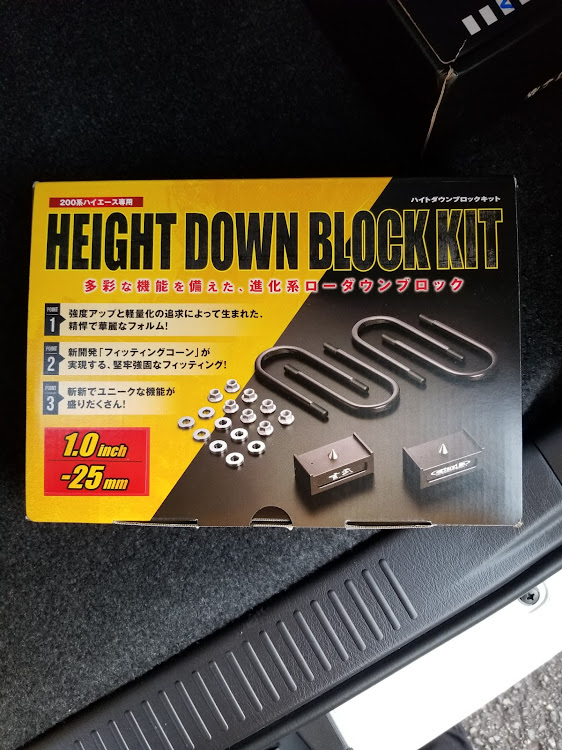 200系ハイエース専用
ハイトダウンブロックキット
HEIGHT DOWN BLOCK KIT
多彩な機能を備えた、進化系ローダウンブロック
POINT 1
強度アップと軽量化の追求によって生まれた、
精悍で華麗なフォルム!
POINT 2
新開発「フィッティングコーン」が
実現する、堅牢強固なフィッティング!
POINT 3
斬新でユニークな機能が
盛りだくさん!
1.0 inch
-25 mm